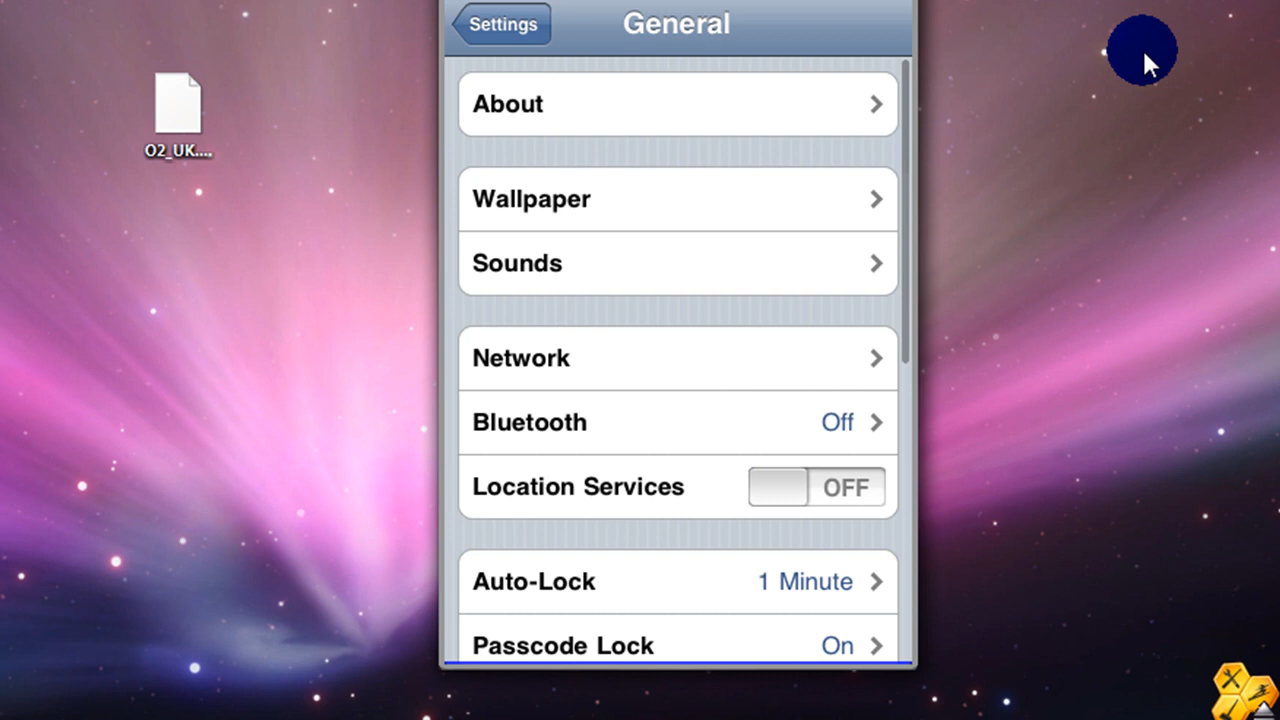 Settings
General
About
Wallpaper
Sounds
Network
Bluetooth Off
Location Services OFF
Auto-Lock 1 Minute
Passcode Lock On
O2_UK....